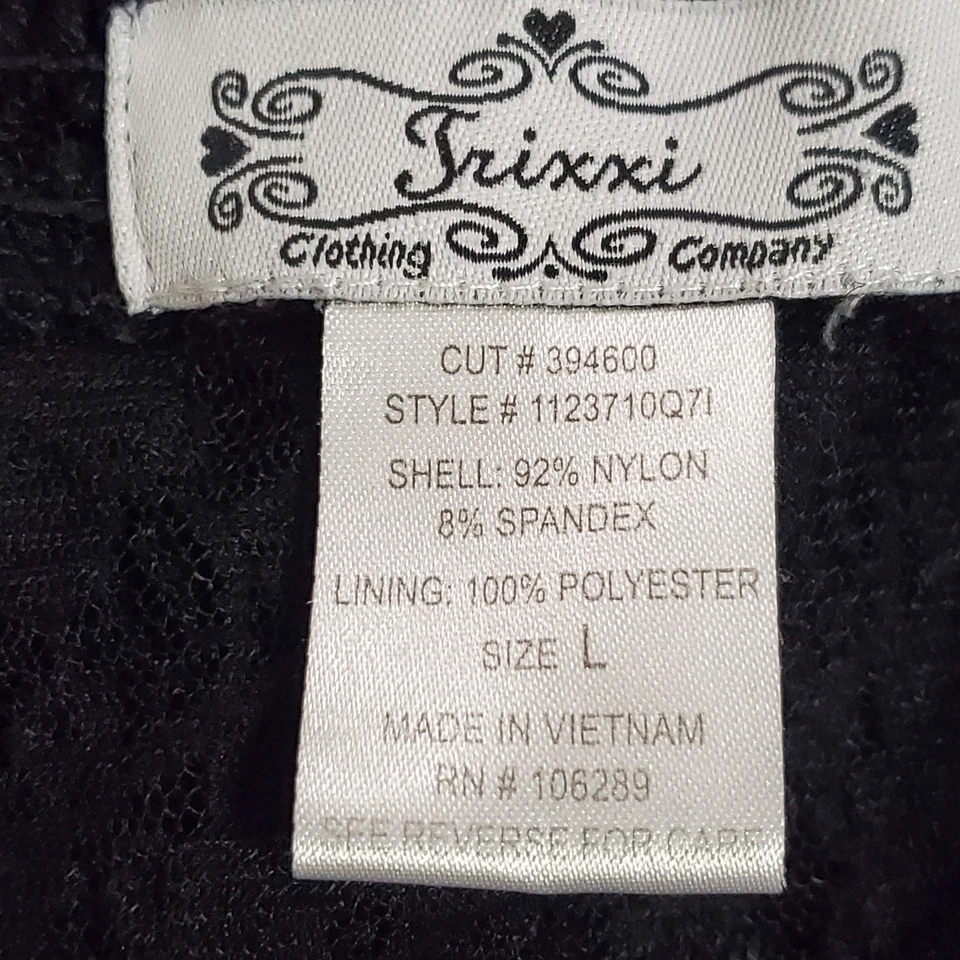 Trixxi
Clothing Company
CUT # 394600
STYLE # 1123710Q7I
SHELL: 92% NYLON
8% SPANDEX
LINING: 100% POLYESTER
SIZE L
MADE IN VIETNAM
RN # 106289
SEE REVERSE FOR CARE